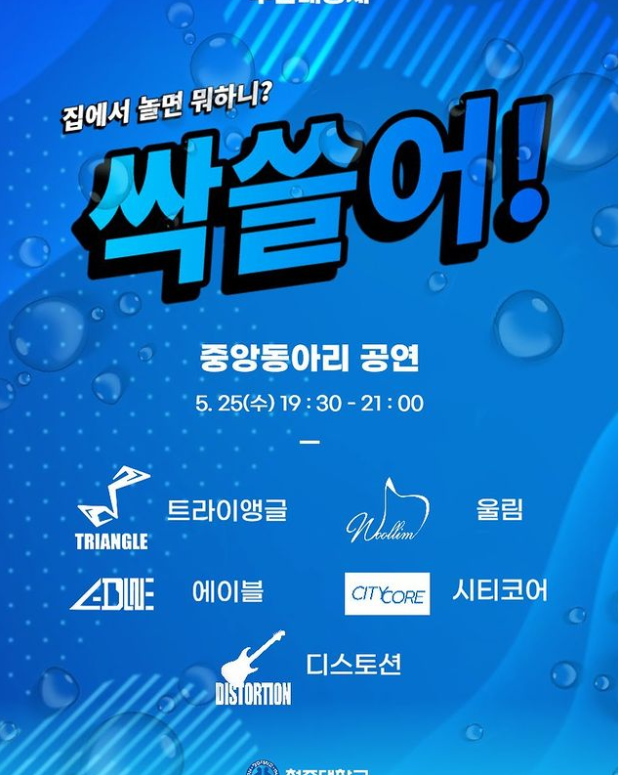 집에서 놀면 뭐하니?
싹쓸어!
중앙동아리 공연
5. 25(수) 19 : 30 - 21 : 00
TRIANGLE 트라이앵글
Woollim 울림
ABLE 에이블
CITYCORE 시티코어
DISTORTION 디스토션